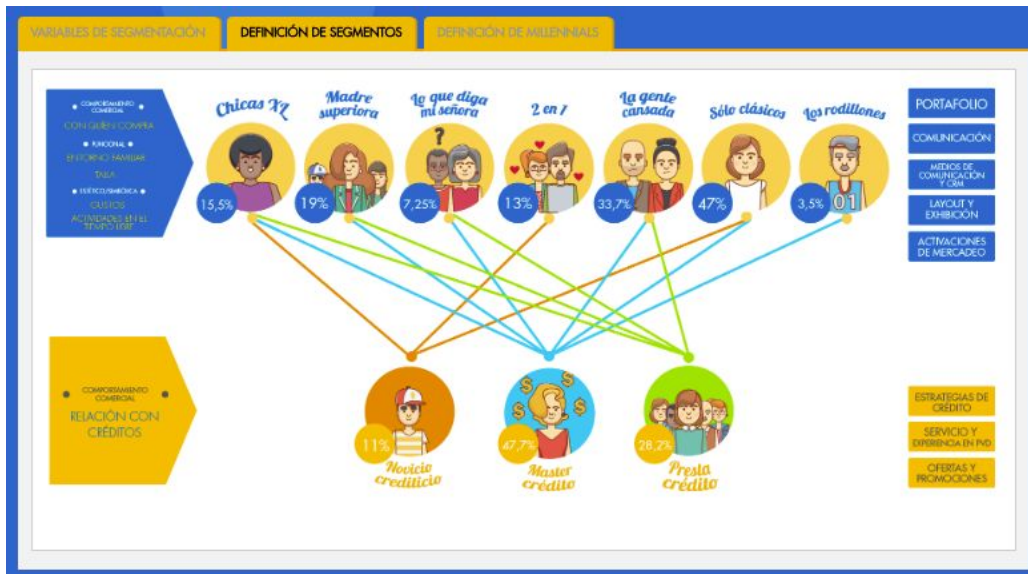 VARIABLES DE SEGMENTACIÓN
DEFINICIÓN DE SEGMENTOS
DEFINICIÓN DE MILLENNIALS
COMPORTAMIENTO
COMERCIAL
CON QUIEN COMPRA
FUNCIONAL
ENTORNO FAMILIAR
TALLA
ESTÉTICO/SIMBÓLICA
GUSTOS
ACTIVIDADES EN EL
TIEMPO LIBRE
Chicas XL
Madre
superiora
Lo que diga
mi señora
2 en 1
La gente
cansada
Sólo clásicos
Los rodillones
?
01
15,5%
19%
7,25%
13%
33,7%
47%
3,5%
PORTAFOLIO
COMUNICACIÓN
MEDIOS DE
COMUNICACIÓN
Y CRM
LAYOUT Y
EXHIBICIÓN
ACTIVACIONES
DE MERCADEO
COMPORTAMIENTO
COMERCIAL
RELACIÓN CON
CRÉDITOS
$ $
$ $
11%
47,7%
28,2%
Novicio
crediticio
Master
crédito
Presta
crédito
ESTRATEGIAS DE
CRÉDITO
SERVICIO Y
EN PVD
OFERTAS Y
PROMOCIONES